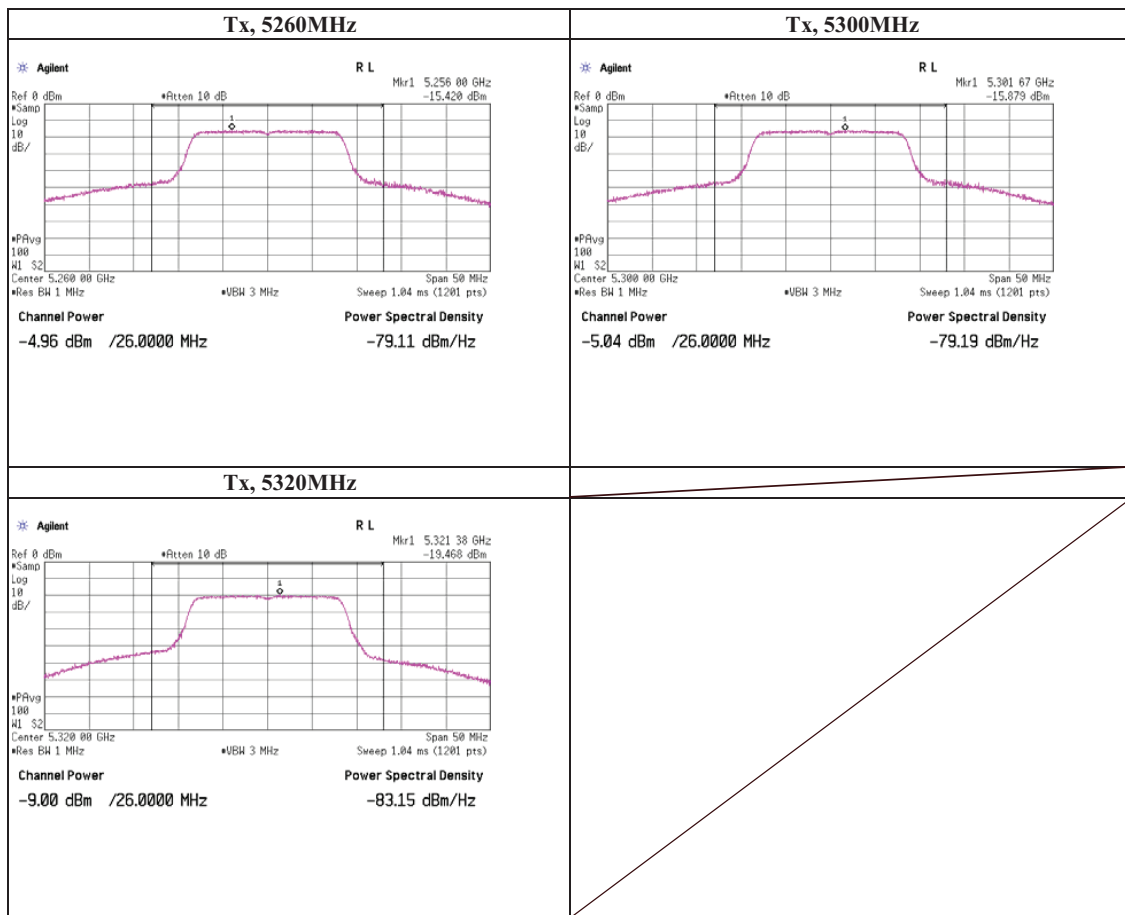 Tx, 5260MHz
Agilent
R L
Mkr1 5.256 00 GHz
Ref 0 dBm
*Atten 10 dB
-15.420 dBm
*Samp
Log
10
dB/
1
*PAvg
100
W1 S2
Center 5.260 00 GHz
Span 50 MHz
*Res BW 1 MHz
*VBW 3 MHz
Sweep 1.04 ms (1201 pts)
Channel Power
Power Spectral Density
-4.96 dBm /26.0000 MHz
-79.11 dBm/Hz
Tx, 5300MHz
Agilent
R L
Mkr1 5.301 67 GHz
Ref 0 dBm
*Atten 10 dB
-15.879 dBm
*Samp
Log
10
dB/
1
*PAvg
100
W1 S2
Center 5.300 00 GHz
Span 50 MHz
*Res BW 1 MHz
*VBW 3 MHz
Sweep 1.04 ms (1201 pts)
Channel Power
Power Spectral Density
-5.04 dBm /26.0000 MHz
-79.19 dBm/Hz
Tx, 5320MHz
Agilent
R L
Mkr1 5.321 38 GHz
Ref 0 dBm
*Atten 10 dB
-19.468 dBm
*Samp
Log
10
dB/
1
*PAvg
100
W1 S2
Center 5.320 00 GHz
Span 50 MHz
*Res BW 1 MHz
*VBW 3 MHz
Sweep 1.04 ms (1201 pts)
Channel Power
Power Spectral Density
-9.00 dBm /26.0000 MHz
-83.15 dBm/Hz